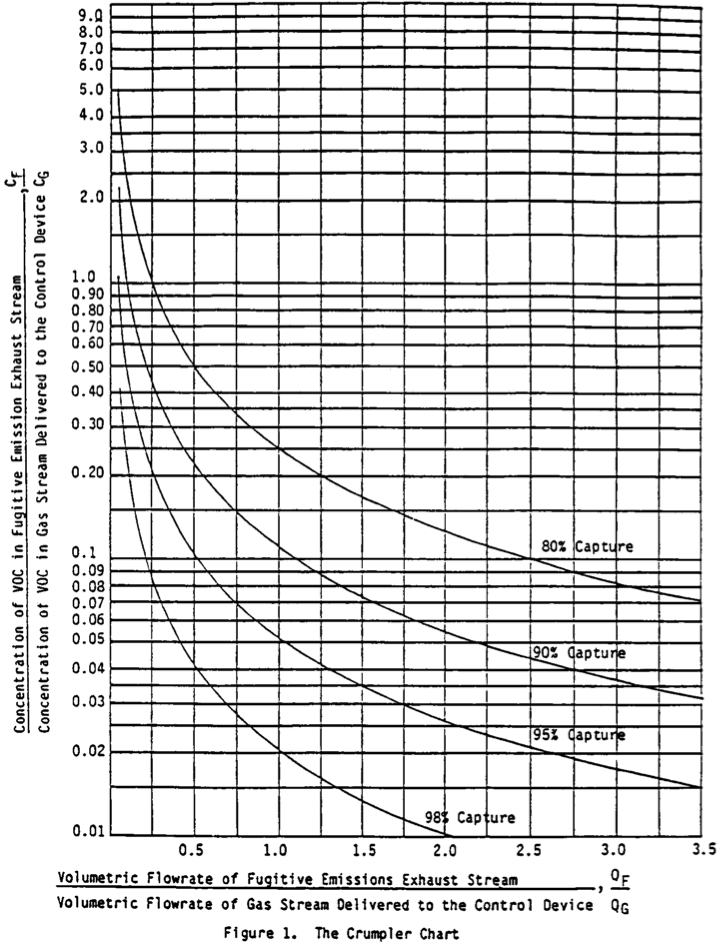 9.0
8.0
7.0
6.0
5.0
4.0
3.0
2.0
1.0
0.90
0.80
0.70
0.60
0.50
0.40
0.30
0.20
0.1
0.09
0.08
0.07
0.06
0.05
0.04
0.03
0.02
0.01
Concentration of VOC in Fugitive Emission Exhaust Stream , CF
Concentration of VOC in Gas Stream Delivered to the Control Device CG
80% Capture
90% Capture
95% Capture
98% Capture
0.5 1.0 1.5 2.0 2.5 3.0 3.5
Volumetric Flowrate of Fugitive Emissions Exhaust Stream , QF
Volumetric Flowrate of Gas Stream Delivered to the Control Device QG
Figure 1. The Crumpler Chart